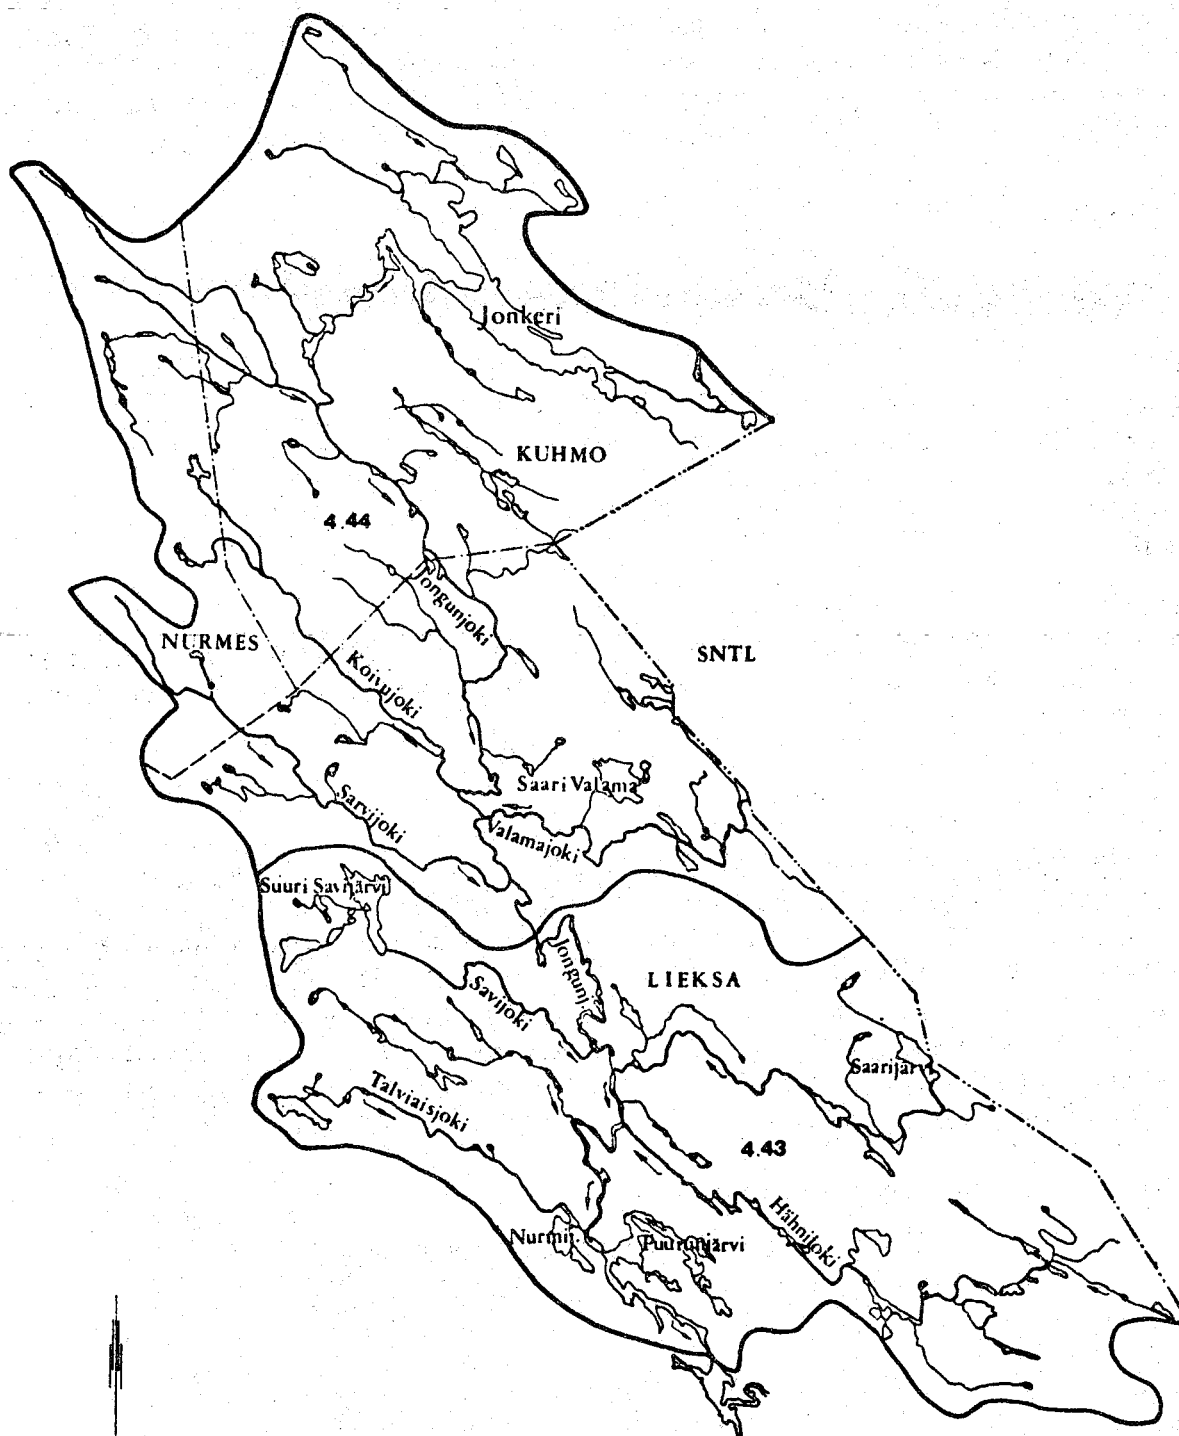 Jonkeri
KUHMO
4.44
Jongunjoki
NURMES
SNTL
Koivujoki
Saari Valama
Sarvijoki
Valamajoki
Suuri Savijärvi
Jongunj.
LIEKSA
Savijoki
Saarijärvi
Talviaisjoki
4.43
Hähnijoki
Nurmij.
Puurunjärvi